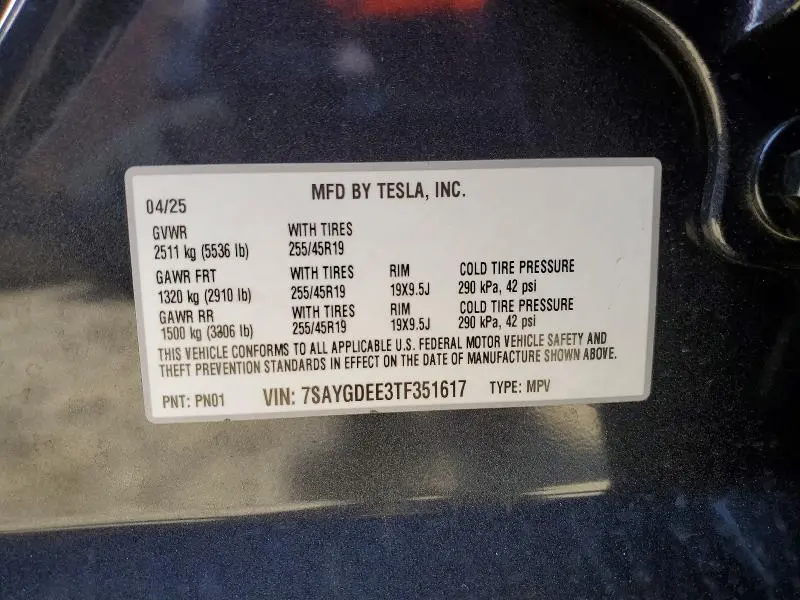 MFD BY TESLA, INC.
04/25
GVWR WITH TIRES
2511 kg (5536 lb) 255/45R19
GAWR FRT WITH TIRES RIM COLD TIRE PRESSURE
1320 kg (2910 lb) 255/45R19 19X9.5J 290 kPa, 42 psi
GAWR RR WITH TIRES RIM COLD TIRE PRESSURE
1500 kg (3306 lb) 255/45R19 19X9.5J 290 kPa, 42 psi
THIS VEHICLE CONFORMS TO ALL APPLICABLE U.S. FEDERAL MOTOR VEHICLE SAFETY AND
THEFT PREVENTION STANDARDS IN EFFECT ON THE DATE OF MANUFACTURE SHOWN ABOVE.
PNT: PN01 VIN: 7SAYGDEE3TF351617 TYPE: MPV